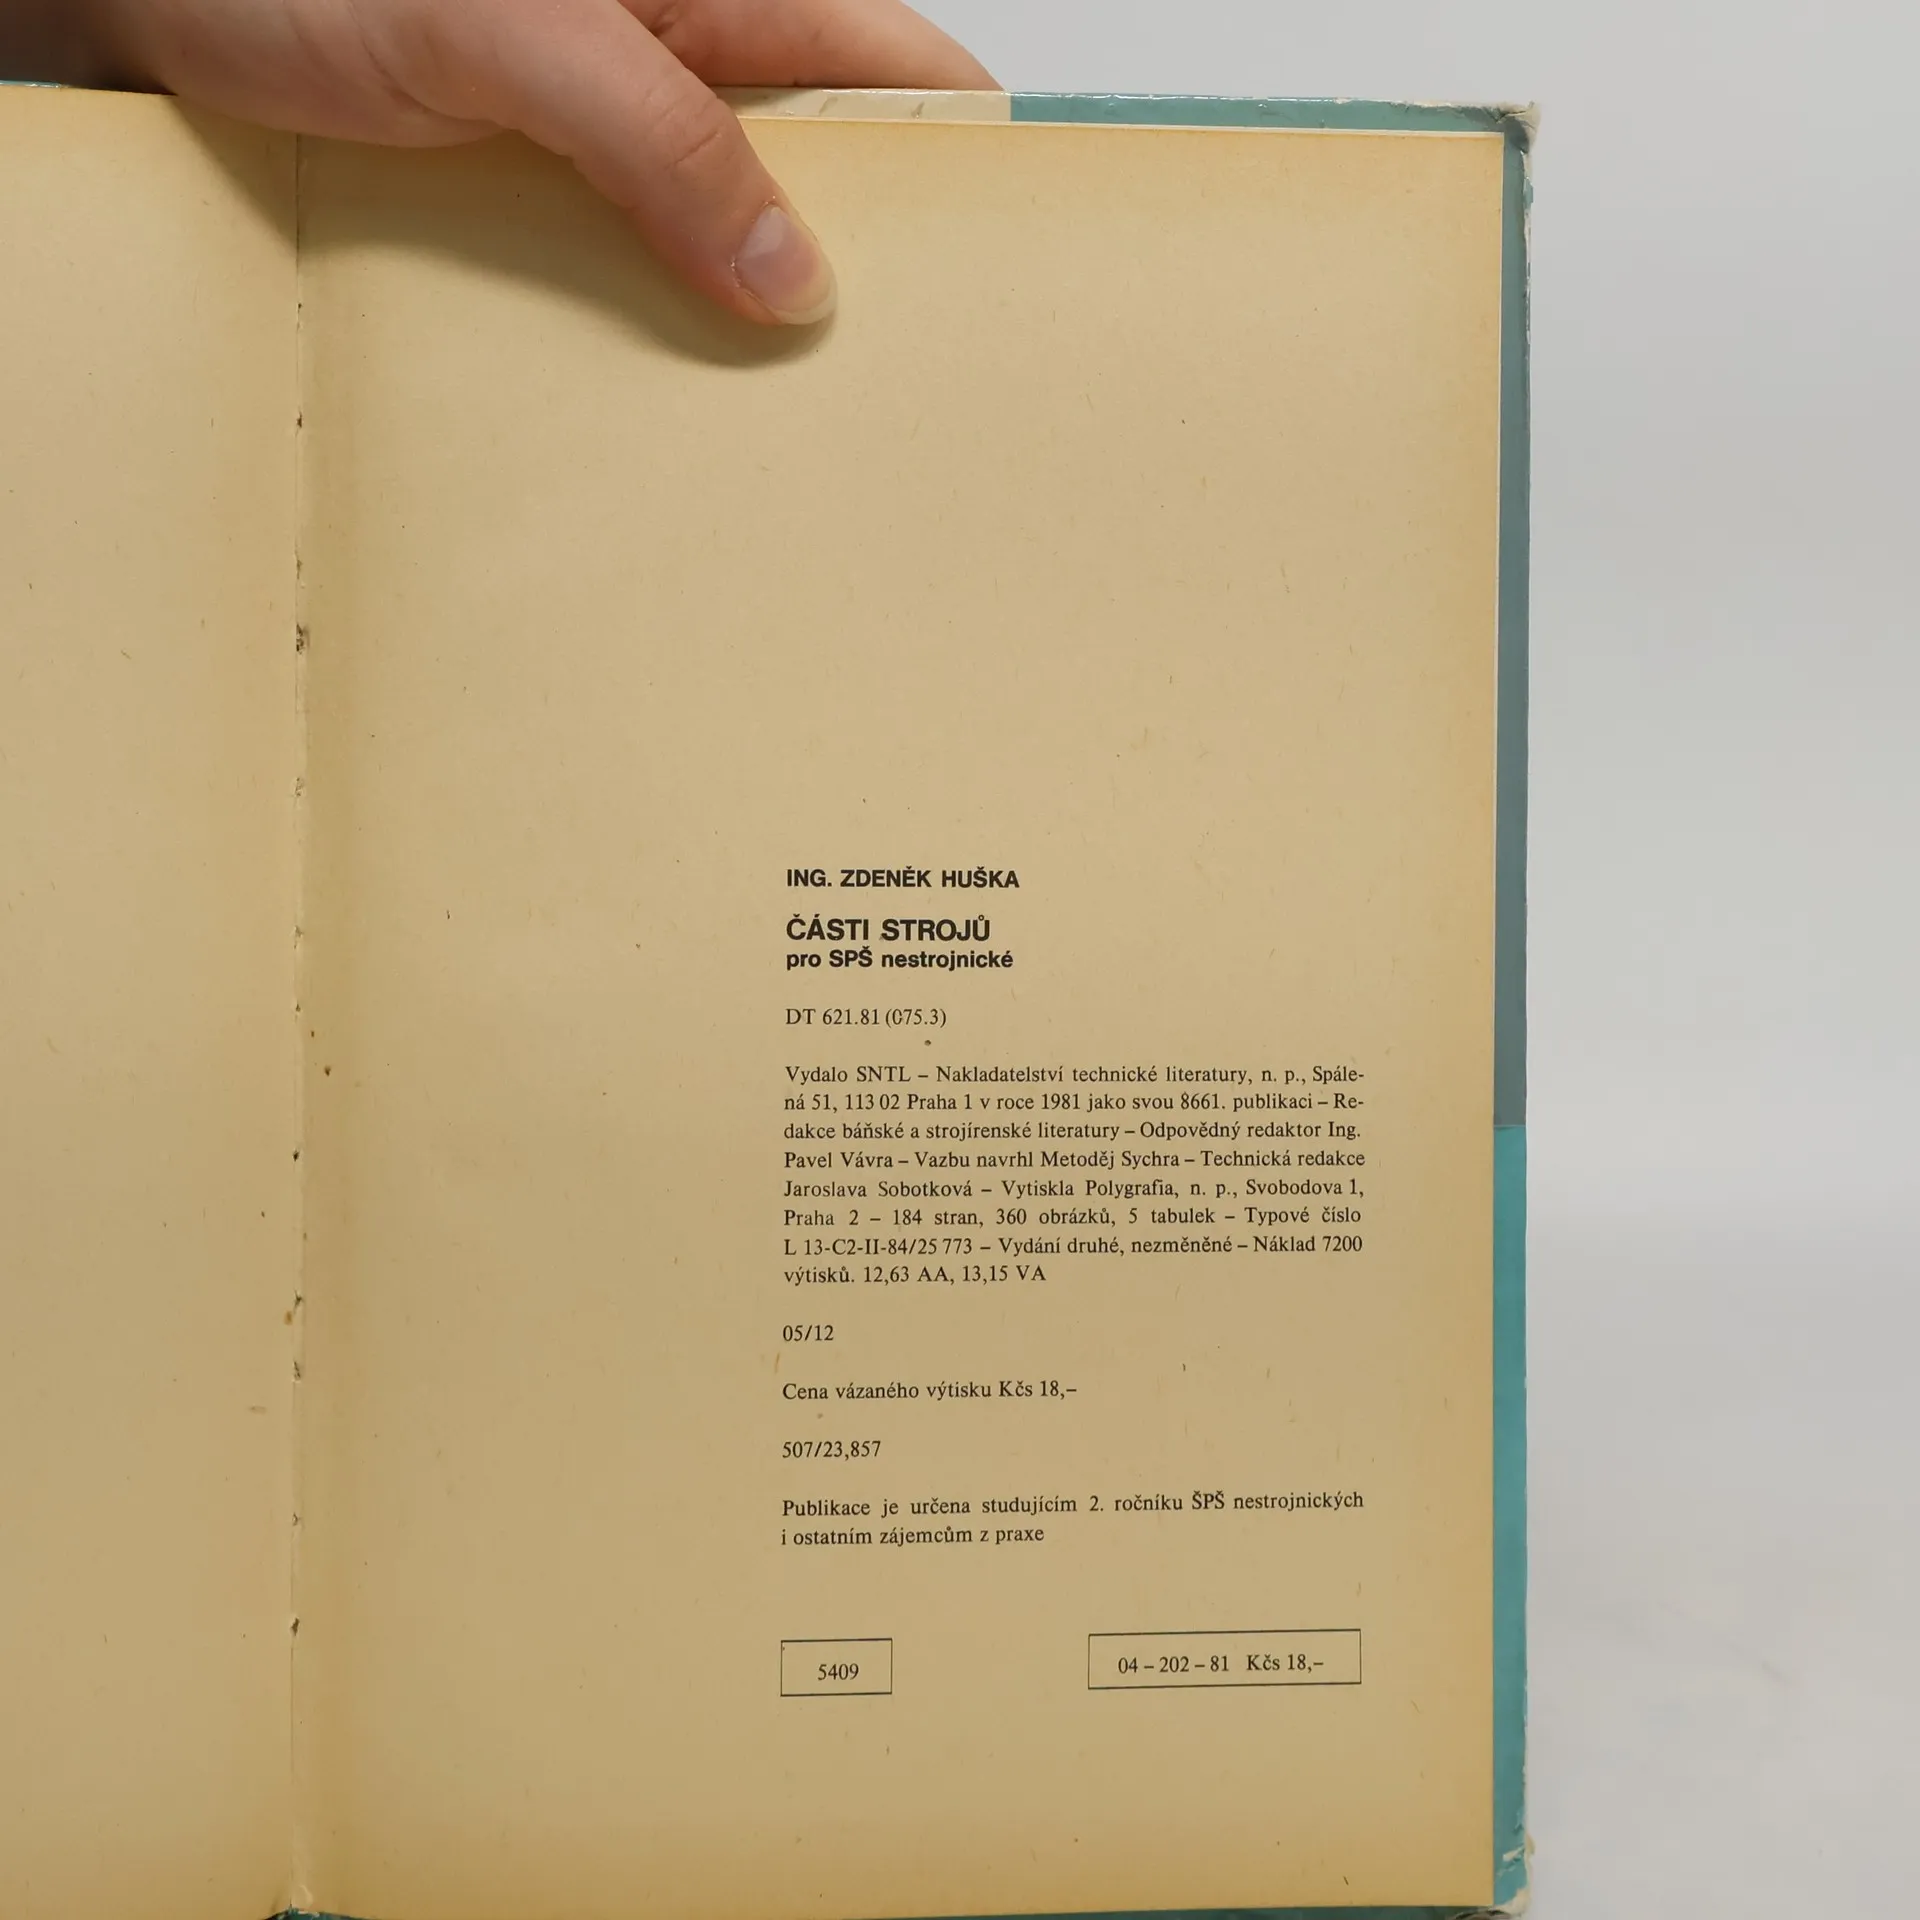 ING. ZDENĚK HUŠKA
ČÁSTI STROJŮ
pro SPŠ nestrojnické
DT 621.81 (075.3)
Vydalo SNTL – Nakladatelství technické literatury, n. p., Spále-
ná 51, 113 02 Praha 1 v roce 1981 jako svou 8661. publikaci – Re-
dakce báňské a strojírenské literatury – Odpovědný redaktor Ing.
Pavel Vávra – Vazbu navrhl Metoděj Sychra – Technická redakce
Jaroslava Sobotková – Vytiskla Polygrafia, n. p., Svobodova 1,
Praha 2 – 184 stran, 360 obrázků, 5 tabulek – Typové číslo
L 13-C2-II-84/25 773 – Vydání druhé, nezměněné – Náklad 7200
výtisků. 12,63 AA, 13,15 VA
05/12
Cena vázaného výtisku Kčs 18,–
507/23,857
Publikace je určena studujícím 2. ročníku ŠPŠ nestrojnických
i ostatním zájemcům z praxe
5409
04 – 202 – 81 Kčs 18,–